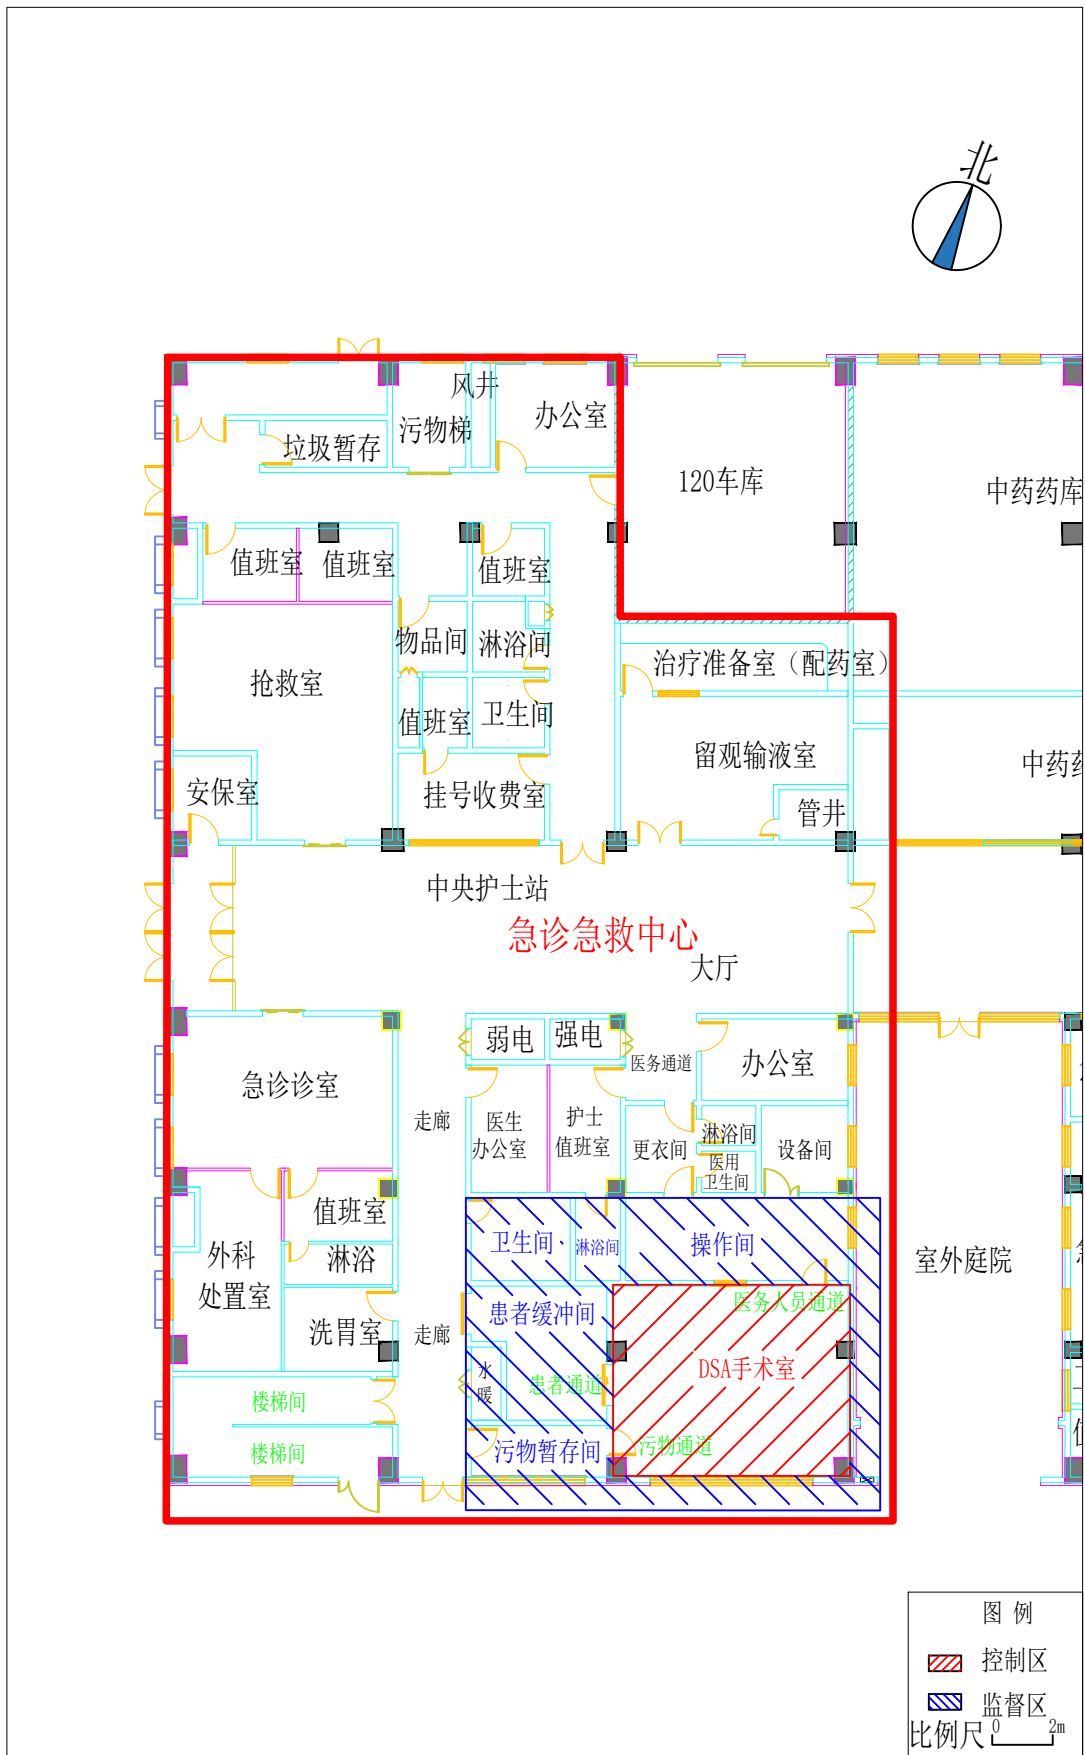 北
风井
办公室
污物梯
垃圾暂存
120车库
中药药库
值班室
值班室
值班室
物品间
淋浴间
治疗准备室（配药室）
抢救室
值班室
卫生间
留观输液室
中药药
安保室
挂号收费室
管井
中央护士站
急诊急救中心
大厅
弱电
强电
医务通道
办公室
急诊诊室
走廊
医生
办公室
护士
值班室
更衣间
淋浴间
医用
卫生间
设备间
值班室
外科
处置室
淋浴
卫生间
淋浴间
操作间
室外庭院
洗胃室
走廊
患者缓冲间
医务人员通道
水
暖
患者通道
DSA手术室
楼梯间
楼梯间
污物暂存间
污物通道
图 例
控制区
监督区
比例尺 0 2m